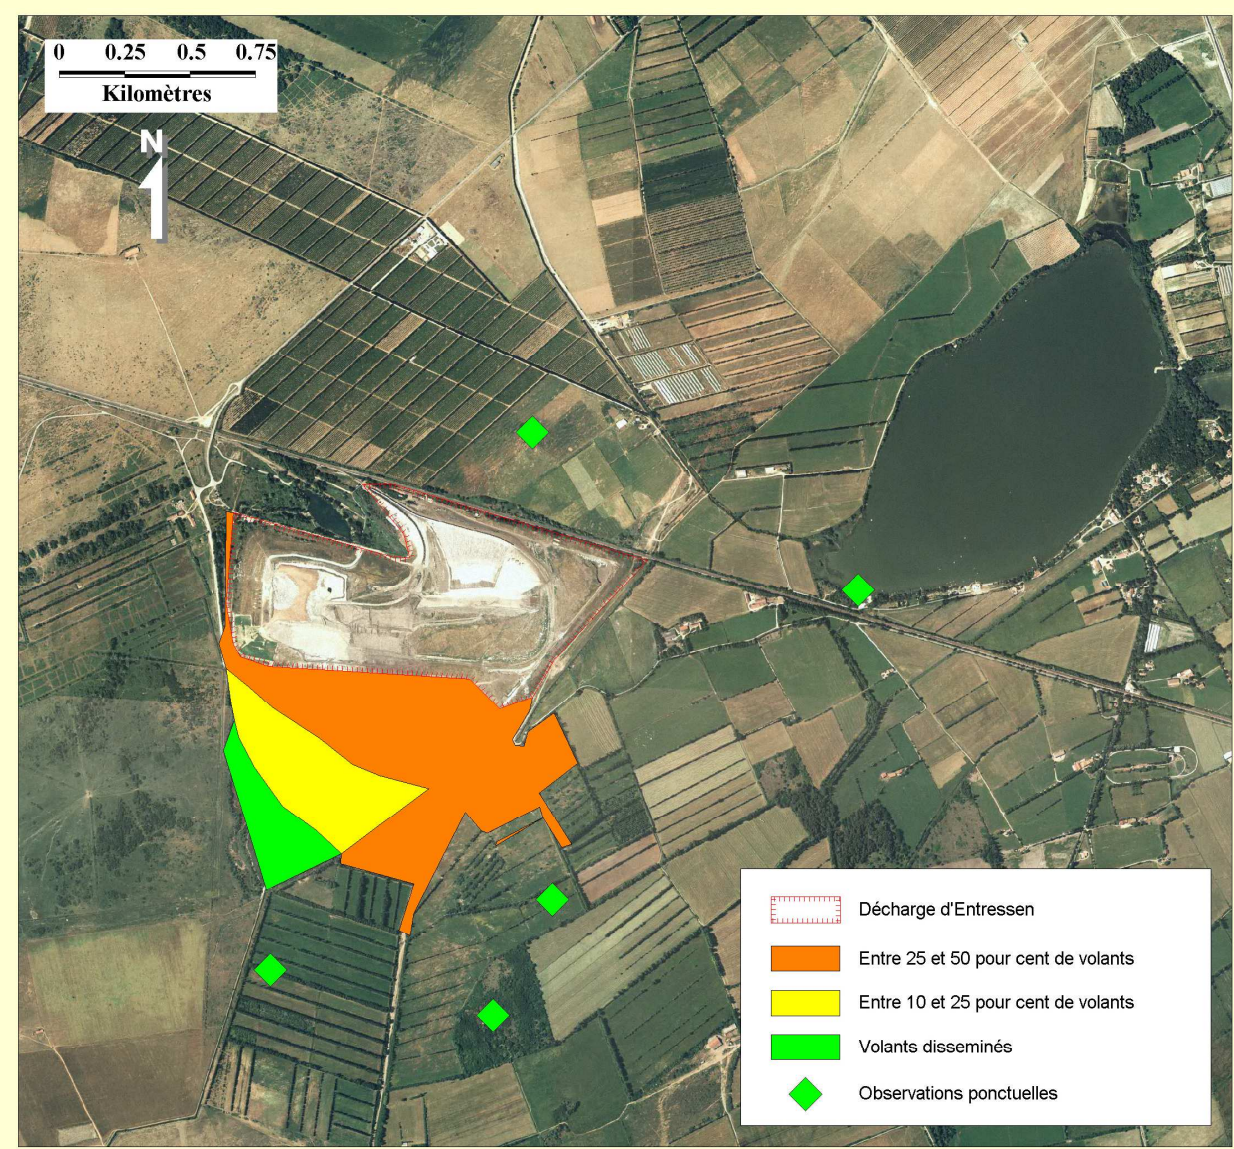 0 0.25 0.5 0.75
Kilomètres
N
Décharge d'Entressen
Entre 25 et 50 pour cent de volants
Entre 10 et 25 pour cent de volants
Volants disseminés
Observations ponctuelles